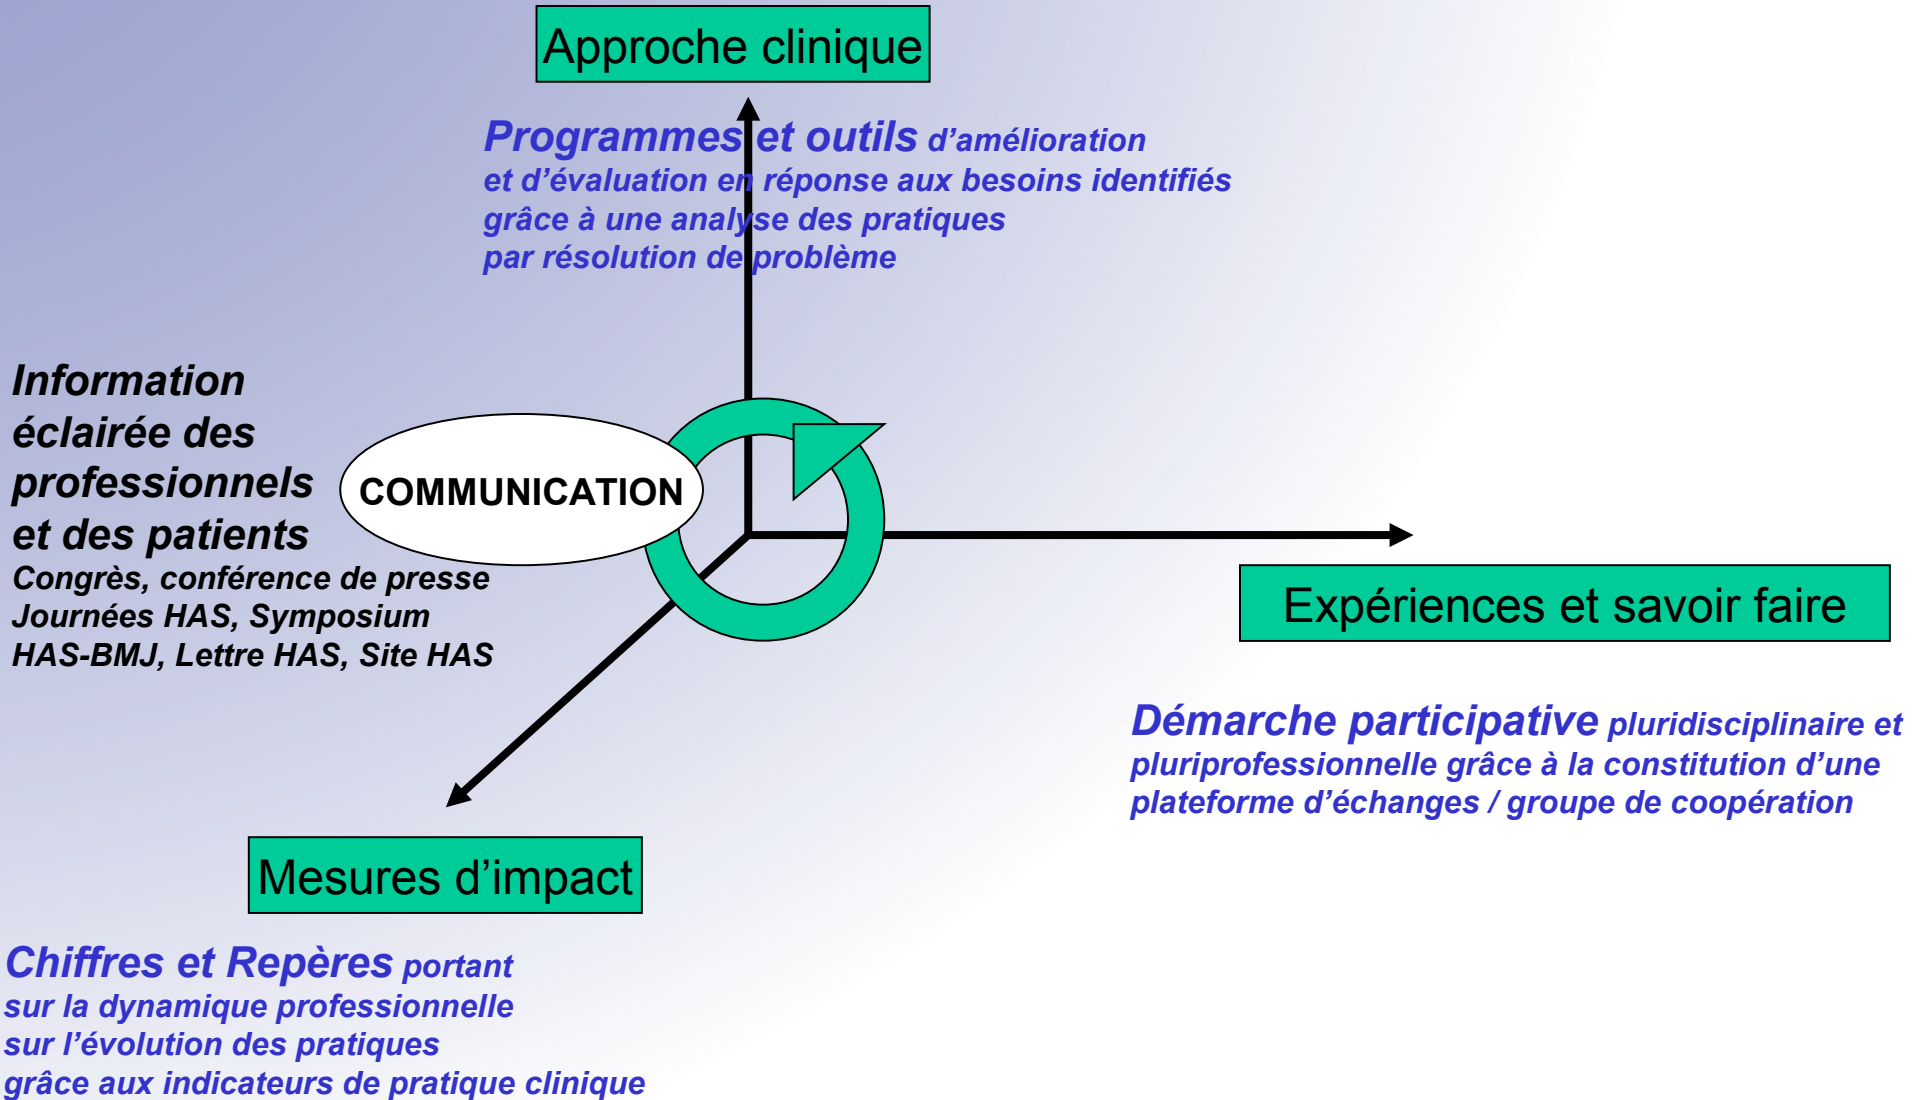 Approche clinique
Programmes et outils d’amélioration
et d’évaluation en réponse aux besoins identifiés
grâce à une analyse des pratiques
par résolution de problème
Information
éclairée des
professionnels
et des patients
Congrès, conférence de presse
Journées HAS, Symposium
HAS-BMJ, Lettre HAS, Site HAS
COMMUNICATION
Expériences et savoir faire
Démarche participative pluridisciplinaire et
pluriprofessionnelle grâce à la constitution d’une
plateforme d’échanges / groupe de coopération
Mesures d’impact
Chiffres et Repères portant
sur la dynamique professionnelle
sur l’évolution des pratiques
grâce aux indicateurs de pratique clinique